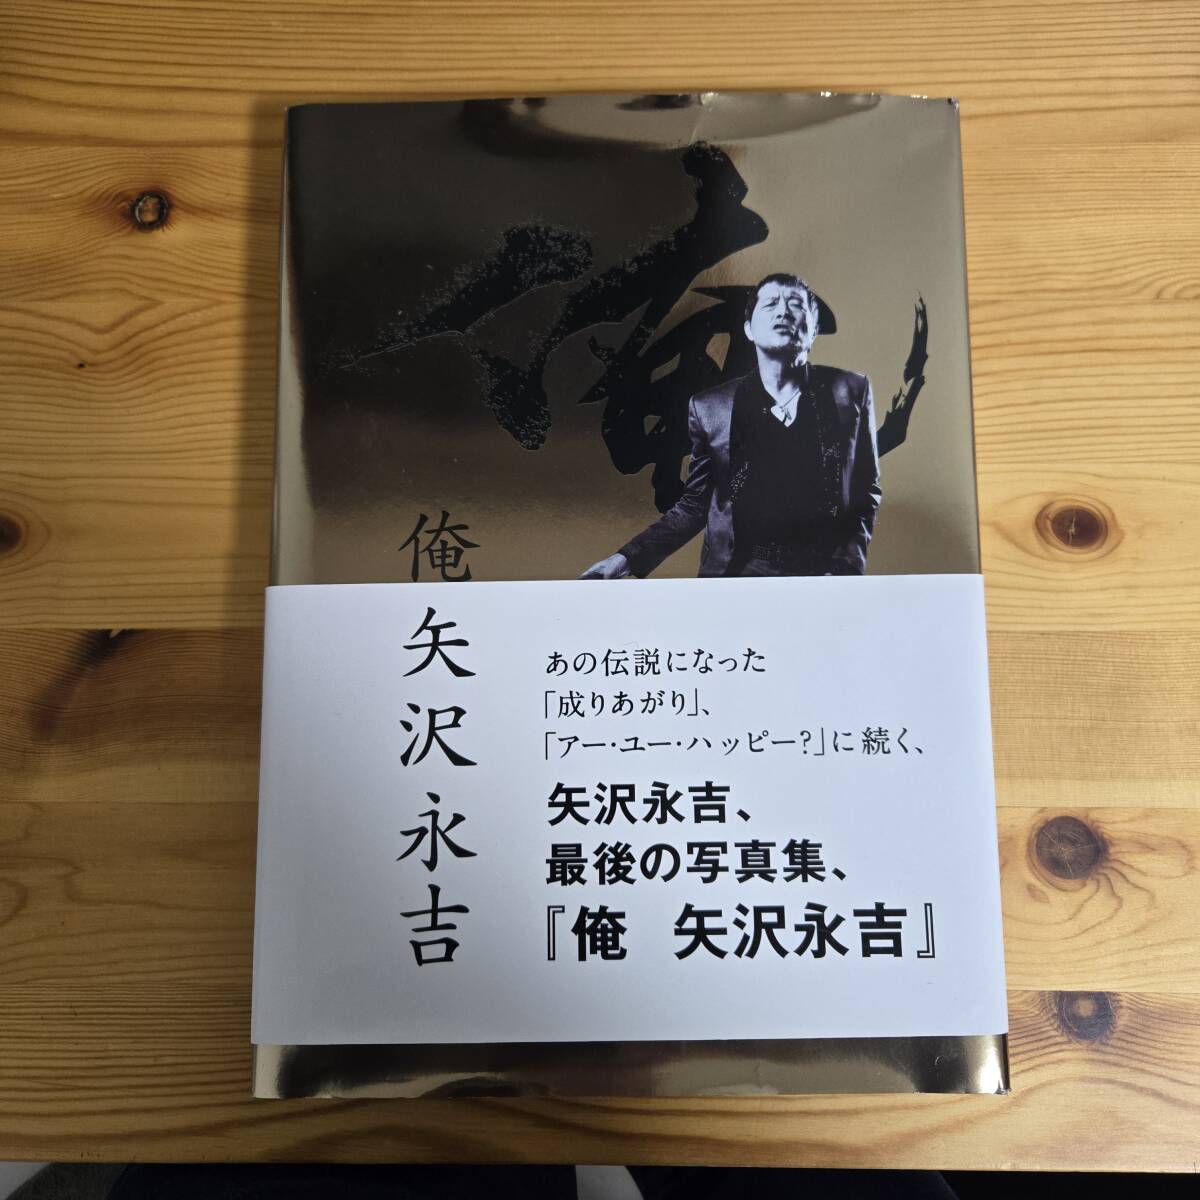 俺
俺 矢沢永吉
あの伝説になった
「成りあがり」、
「アー・ユー・ハッピー?」に続く、
矢沢永吉、
最後の写真集、
『俺 矢沢永吉』